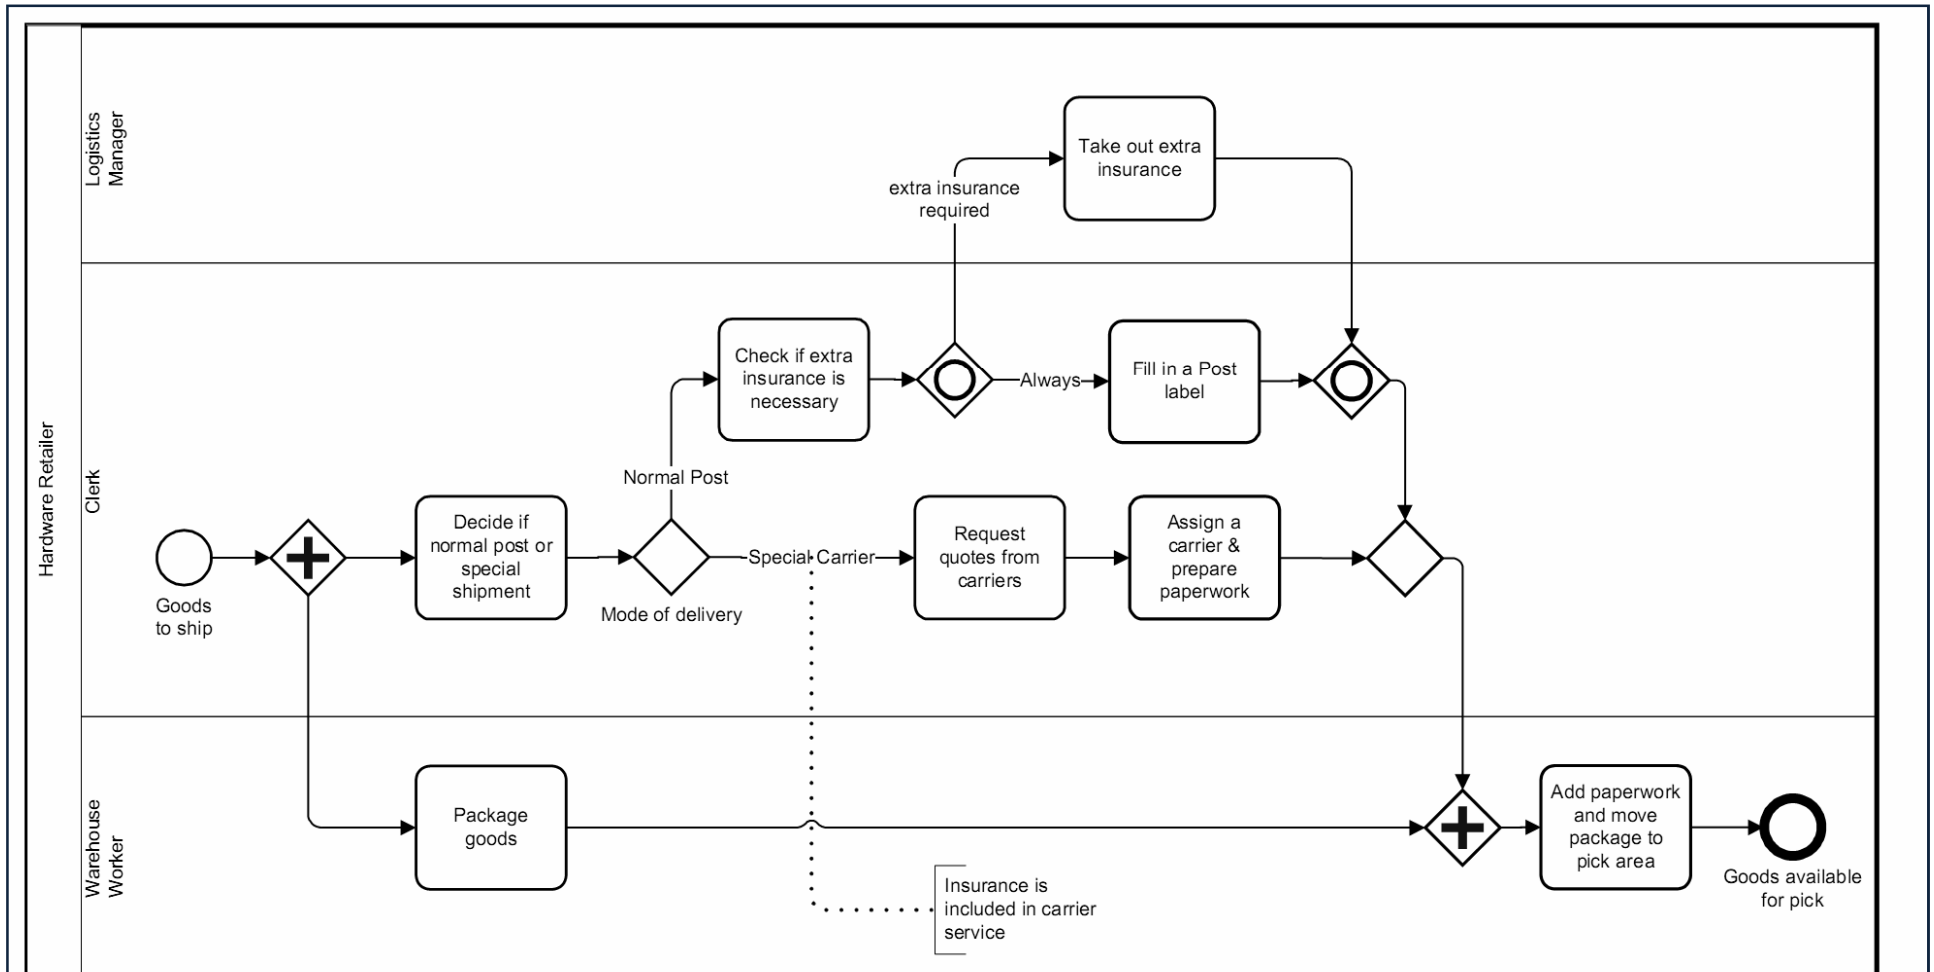 Hardware Retailer
Logistics
Manager
Take out extra
insurance
extra insurance
required
Clerk
Check if extra
insurance is
necessary
Always
Fill in a Post
label
Normal Post
Goods
to ship
Decide if
normal post or
special
shipment
Mode of delivery
Special Carrier
Request
quotes from
carriers
Assign a
carrier &
prepare
paperwork
Warehouse
Worker
Package
goods
Add paperwork
and move
package to
pick area
Goods available
for pick
Insurance is
included in carrier
service